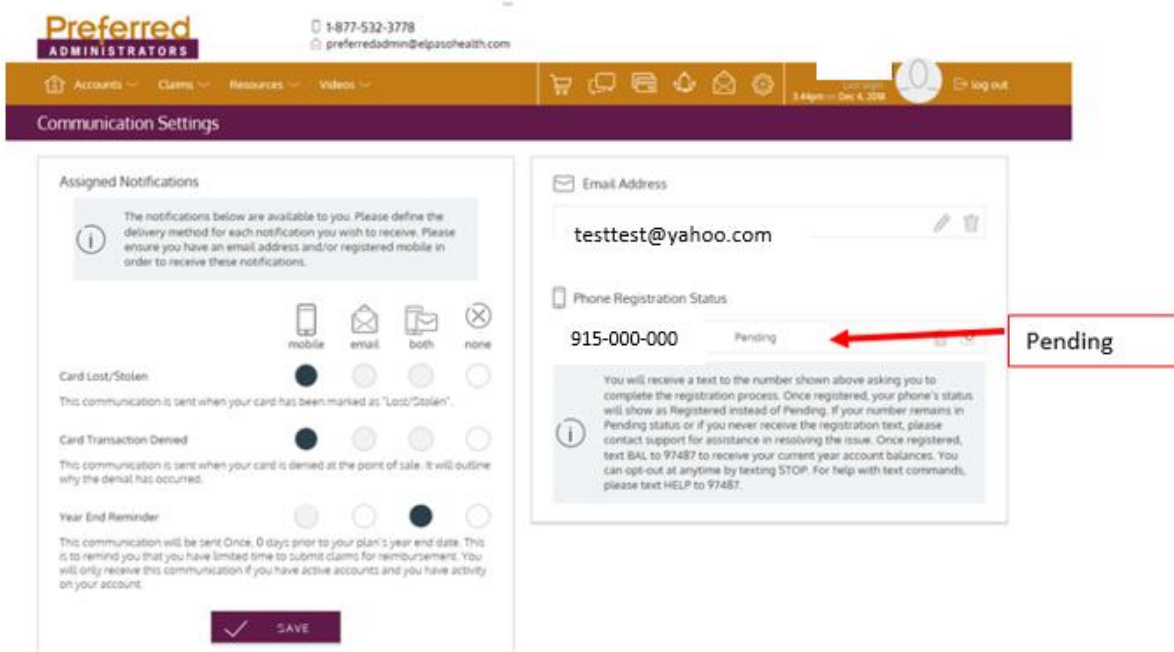 Preferred
ADMINISTRATORS
1-877-532-3778
preferredadmin@elpasohealth.com
Accounts Claims Resources Videos
Last login
3:44pm on Dec 4, 2018
log out
Communication Settings
Assigned Notifications
The notifications below are available to you. Please define the
delivery method for each notification you wish to receive. Please
ensure you have an email address and/or registered mobile in
order to receive these notifications.
mobile email both none
Card Lost/Stolen
This communication is sent when your card has been marked as "Lost/Stolen".
Card Transaction Denied
This communication is sent when your card is denied at the point of sale. It will outline
why the denial has occurred.
Year End Reminder
This communication will be sent Once, 0 days prior to your plan's year end date. This
is to remind you that you have limited time to submit claims for reimbursement. You
will only receive this communication if you have active accounts and you have activity
on your account.
SAVE
Email Address
testtest@yahoo.com
Phone Registration Status
915-000-000 Pending
Pending
You will receive a text to the number shown above asking you to
complete the registration process. Once registered, your phone's status
will show as Registered instead of Pending. If your number remains in
Pending status or if you never receive the registration text, please
contact support for assistance in resolving the issue. Once registered,
text BAL to 97487 to receive your current year account balances. You
can opt-out at anytime by texting STOP. For help with text commands,
please text HELP to 97487.